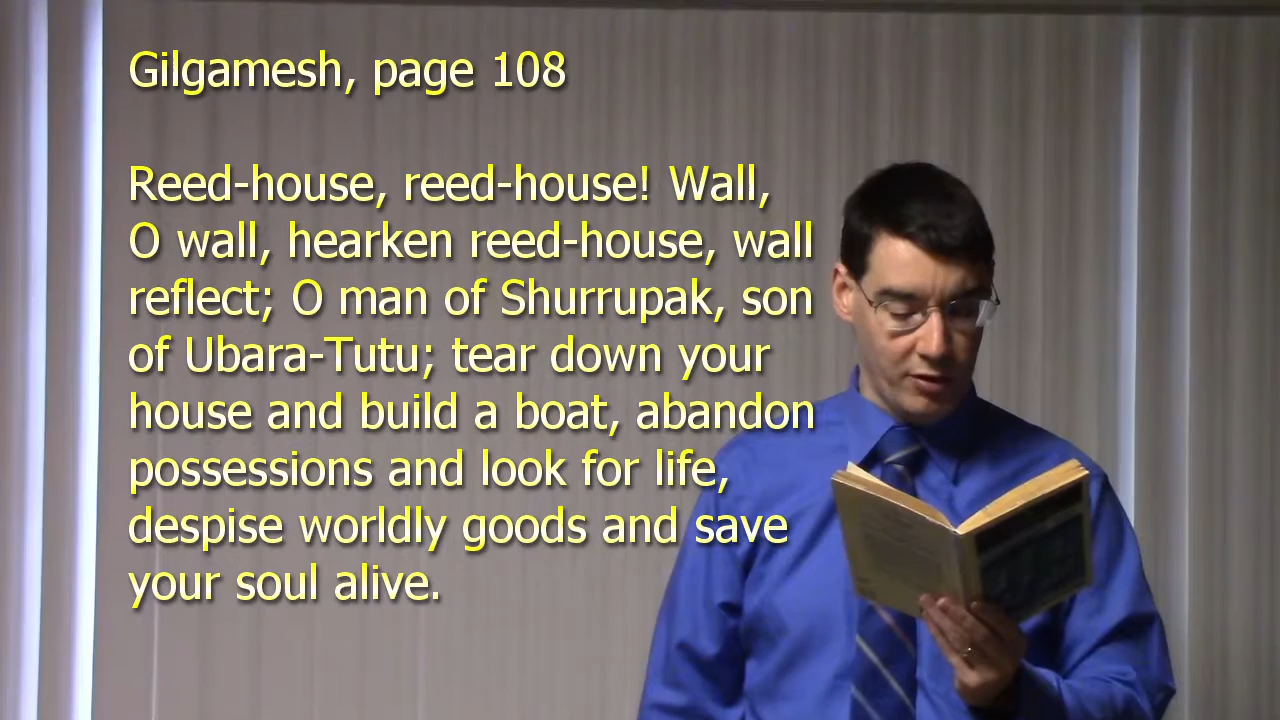 Gilgamesh, page 108
Reed-house, reed-house! Wall,
O wall, hearken reed-house, wall
reflect; O man of Shurrupak, son
of Ubara-Tutu; tear down your
house and build a boat, abandon
possessions and look for life,
despise worldly goods and save
your soul alive.